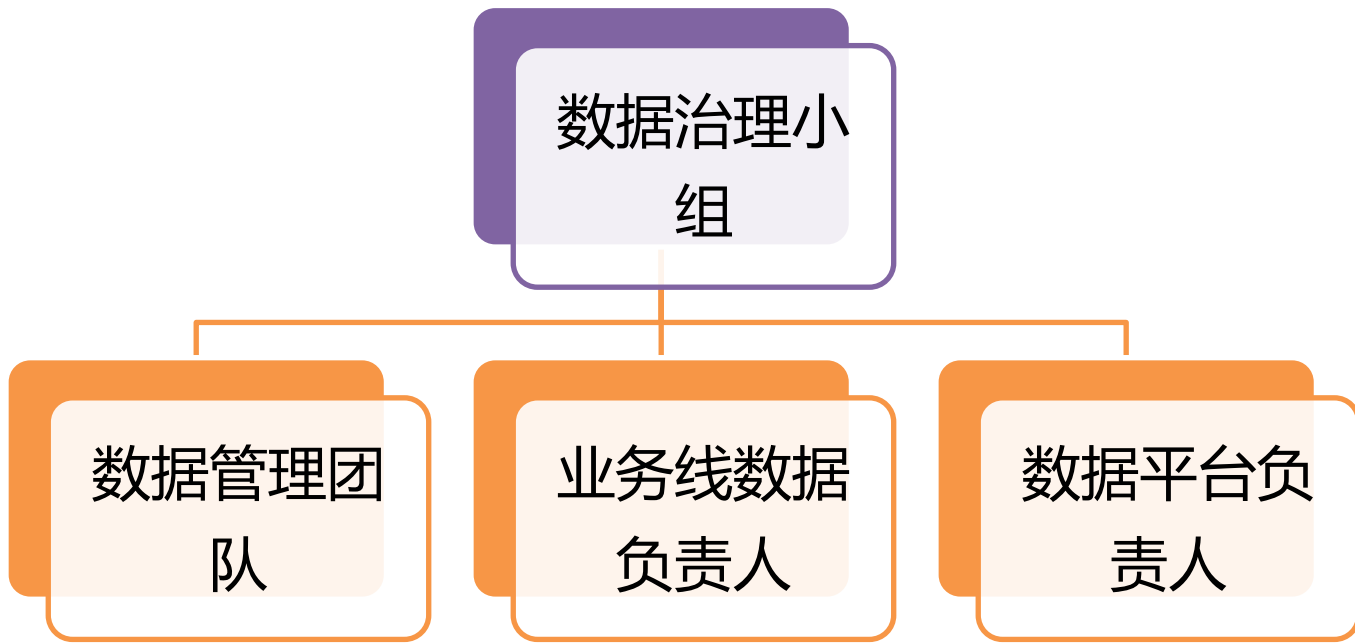 数据治理小
组
数据管理团
队
业务线数据
负责人
数据平台负
责人